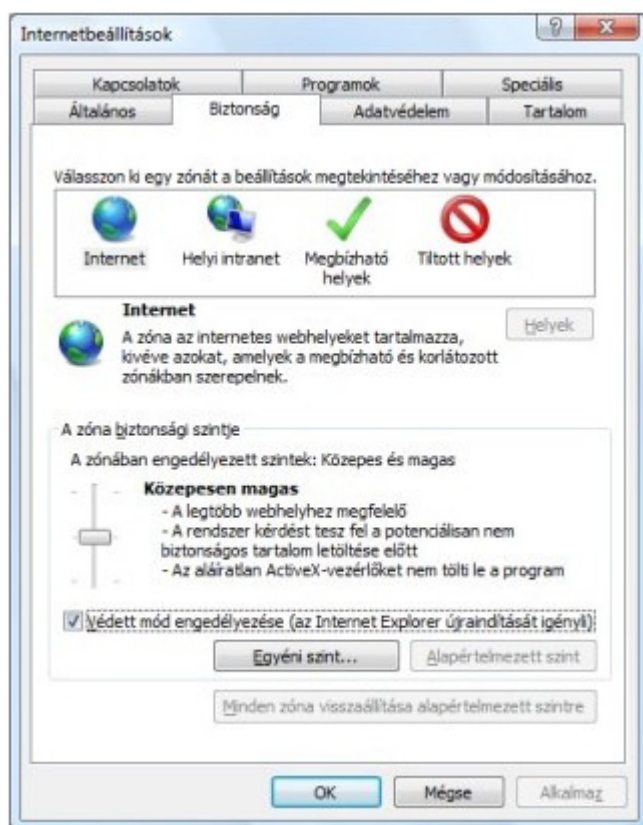 Internetbeállítások
Kapcsolatok Programok Speciális
Általános Biztonság Adatvédelem Tartalom
Válasszon ki egy zónát a beállítások megtekintéséhez vagy módosításához.
Internet Helyi intranet Megbízható Tiltott helyek
helyek
Internet
Helyek
A zóna az internetes webhelyeket tartalmazza,
kivéve azokat, amelyek a megbízható és korlátozott
zónákban szerepelnek.
A zóna biztonsági szintje
A zónában engedélyezett szintek: Közepes és magas
Közepesen magas
- A legtöbb webhelyhez megfelelő
- A rendszer kérdést tesz fel a potenciálisan nem
biztonságos tartalom letöltése előtt
- Az aláíratlan ActiveX-vezérlőket nem tölti le a program
Védett mód engedélyezése (az Internet Explorer újraindítását igényli)
Egyéni szint... Alapértelmezett szint
Minden zóna visszaállítása alapértelmezett szintre
OK Mégse Alkalmaz